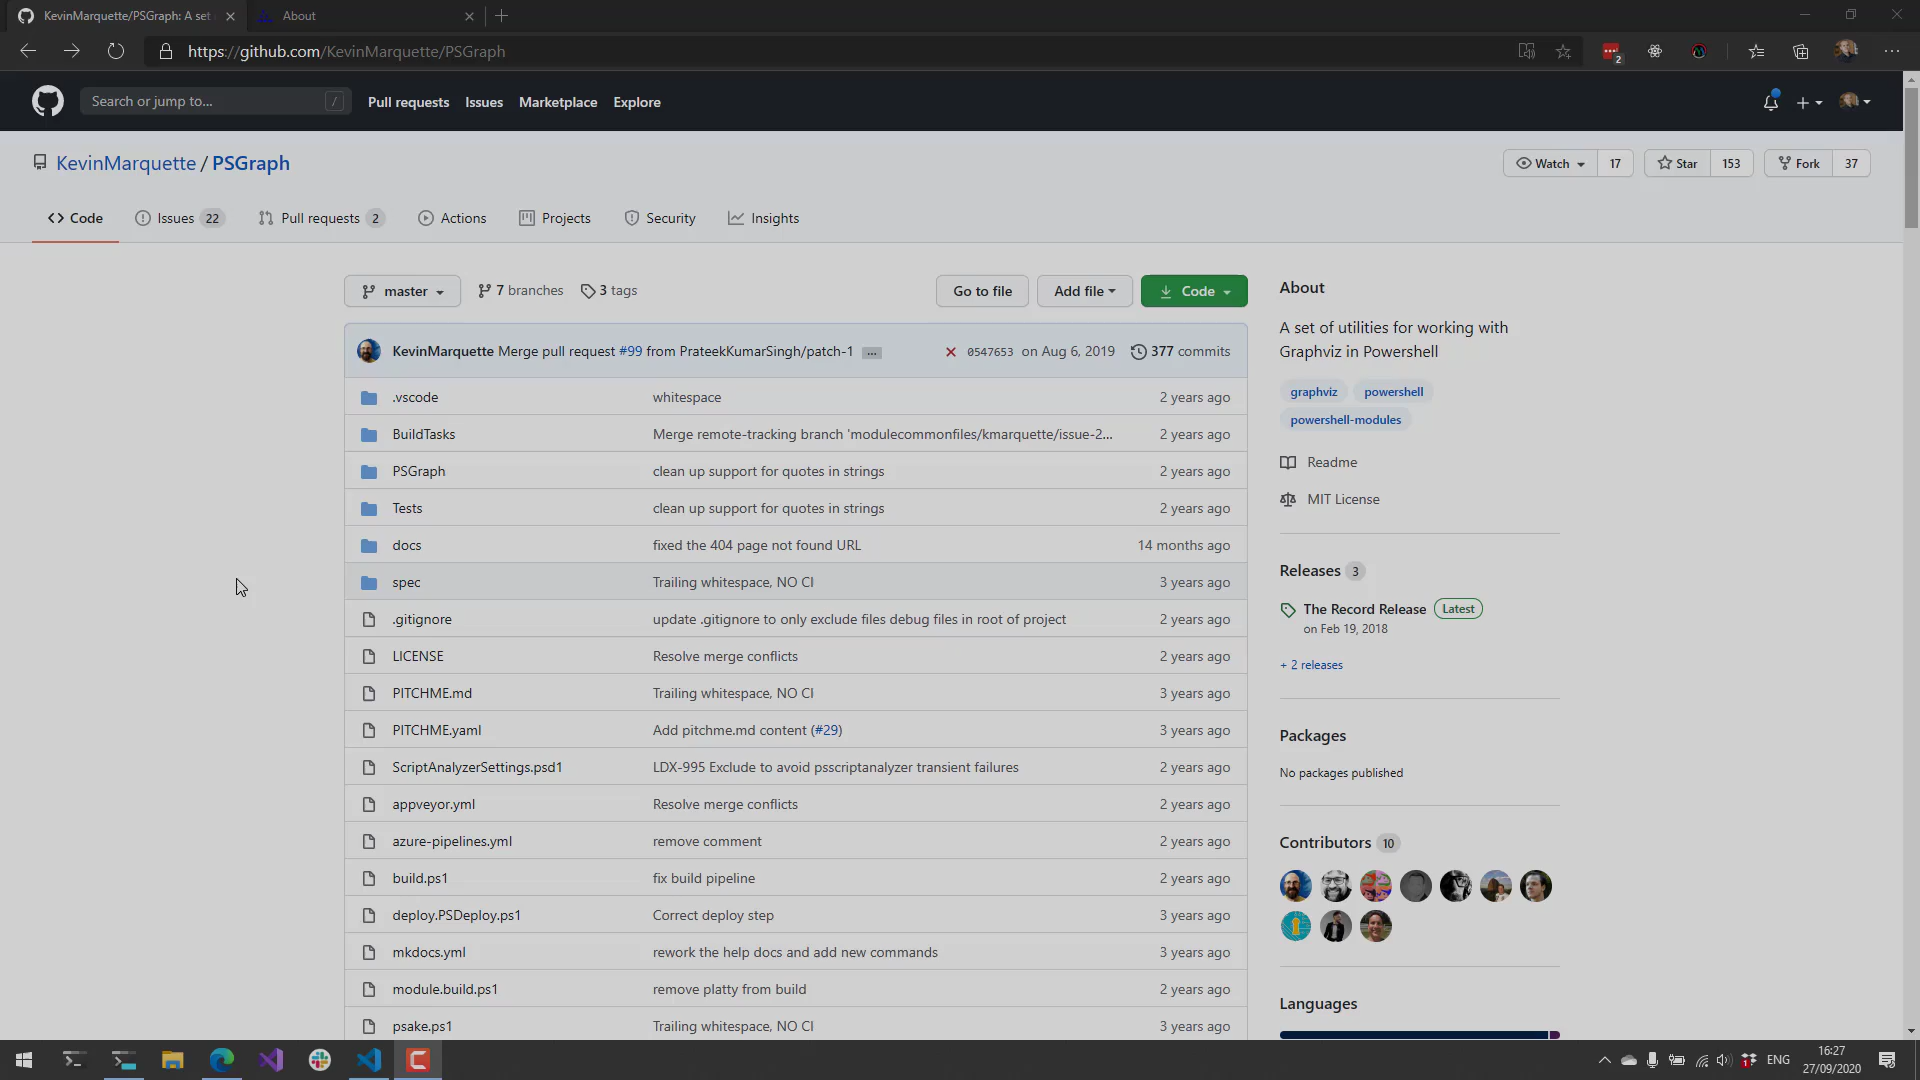 KevinMarquette/PSGraph: A set
About
https://github.com/KevinMarquette/PSGraph
2
Search or jump to...
/
Pull requests
Issues
Marketplace
Explore
KevinMarquette / PSGraph
Watch
17
Star
153
Fork
37
Code
Issues 22
Pull requests 2
Actions
Projects
Security
Insights
master
7 branches
3 tags
Go to file
Add file
Code
KevinMarquette Merge pull request #99 from PrateekKumarSingh/patch-1 ...
0547653 on Aug 6, 2019
377 commits
.vscode whitespace 2 years ago
BuildTasks Merge remote-tracking branch 'modulecommonfiles/kmarquette/issue-2... 2 years ago
PSGraph clean up support for quotes in strings 2 years ago
Tests clean up support for quotes in strings 2 years ago
docs fixed the 404 page not found URL 14 months ago
spec Trailing whitespace, NO CI 3 years ago
.gitignore update .gitignore to only exclude files debug files in root of project 2 years ago
LICENSE Resolve merge conflicts 2 years ago
PITCHME.md Trailing whitespace, NO CI 3 years ago
PITCHME.yaml Add pitchme.md content (#29) 3 years ago
ScriptAnalyzerSettings.psd1 LDX-995 Exclude to avoid psscriptanalyzer transient failures 2 years ago
appveyor.yml Resolve merge conflicts 2 years ago
azure-pipelines.yml remove comment 2 years ago
build.ps1 fix build pipeline 2 years ago
deploy.PSDeploy.ps1 Correct deploy step 3 years ago
mkdocs.yml rework the help docs and add new commands 3 years ago
module.build.ps1 remove platty from build 2 years ago
psake.ps1 Trailing whitespace, NO CI 3 years ago
About
A set of utilities for working with
Graphviz in Powershell
graphviz
powershell
powershell-modules
Readme
MIT License
Releases 3
The Record Release Latest
on Feb 19, 2018
+ 2 releases
Packages
No packages published
Contributors 10
Languages
ENG
16:27
27/09/2020